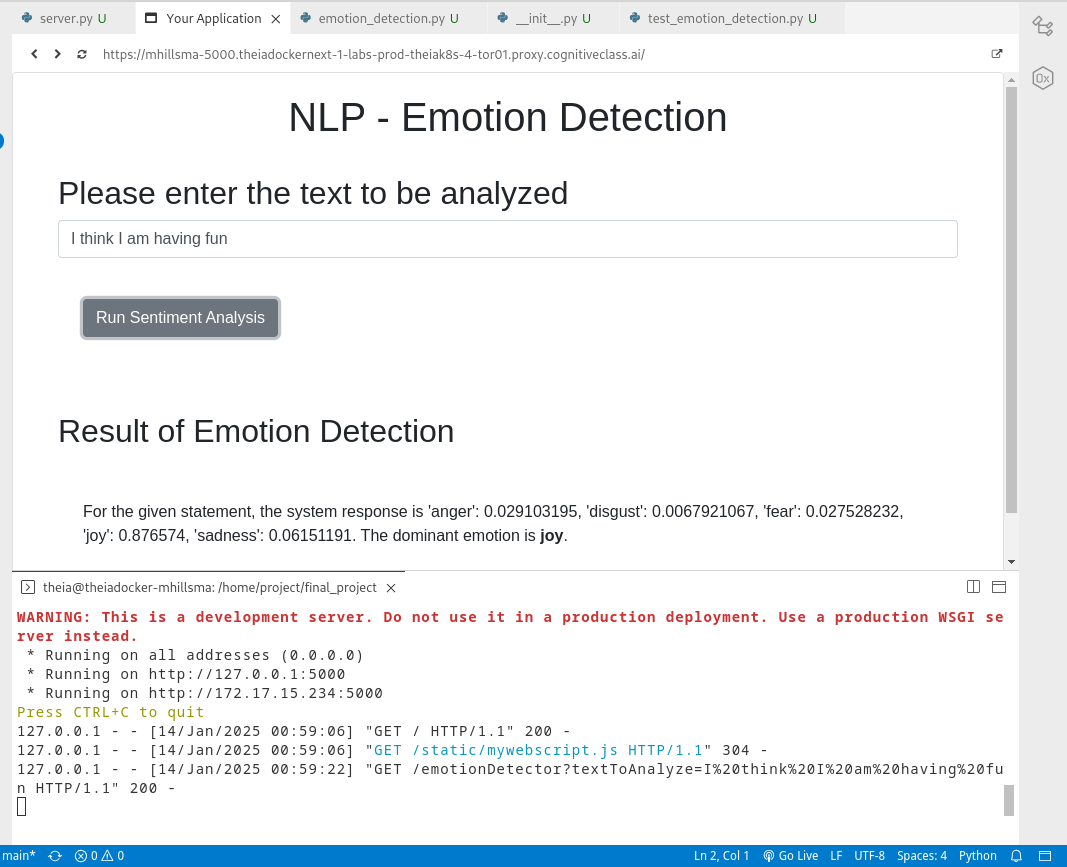 server.py U Your Application emotion_detection.py U __init__.py U test_emotion_detection.py U
https://mhillsma-5000.theiadockernext-1-labs-prod-theiak8s-4-tor01.proxy.cognitiveclass.ai/
0x
NLP - Emotion Detection
Please enter the text to be analyzed
I think I am having fun
Run Sentiment Analysis
Result of Emotion Detection
For the given statement, the system response is 'anger': 0.029103195, 'disgust': 0.0067921067, 'fear': 0.027528232,
'joy': 0.876574, 'sadness': 0.06151191. The dominant emotion is joy.
theia@theiadocker-mhillsma: /home/project/final_project
WARNING: This is a development server. Do not use it in a production deployment. Use a production WSGI se
rver instead.
 * Running on all addresses (0.0.0.0)
 * Running on http://127.0.0.1:5000
 * Running on http://172.17.15.234:5000
Press CTRL+C to quit
127.0.0.1 - - [14/Jan/2025 00:59:06] "GET / HTTP/1.1" 200 -
127.0.0.1 - - [14/Jan/2025 00:59:06] "GET /static/mywebscript.js HTTP/1.1" 304 -
127.0.0.1 - - [14/Jan/2025 00:59:22] "GET /emotionDetector?textToAnalyze=I%20think%20I%20am%20having%20fu
n HTTP/1.1" 200 -
main* 0 0 Ln 2, Col 1 Go Live LF UTF-8 Spaces: 4 Python